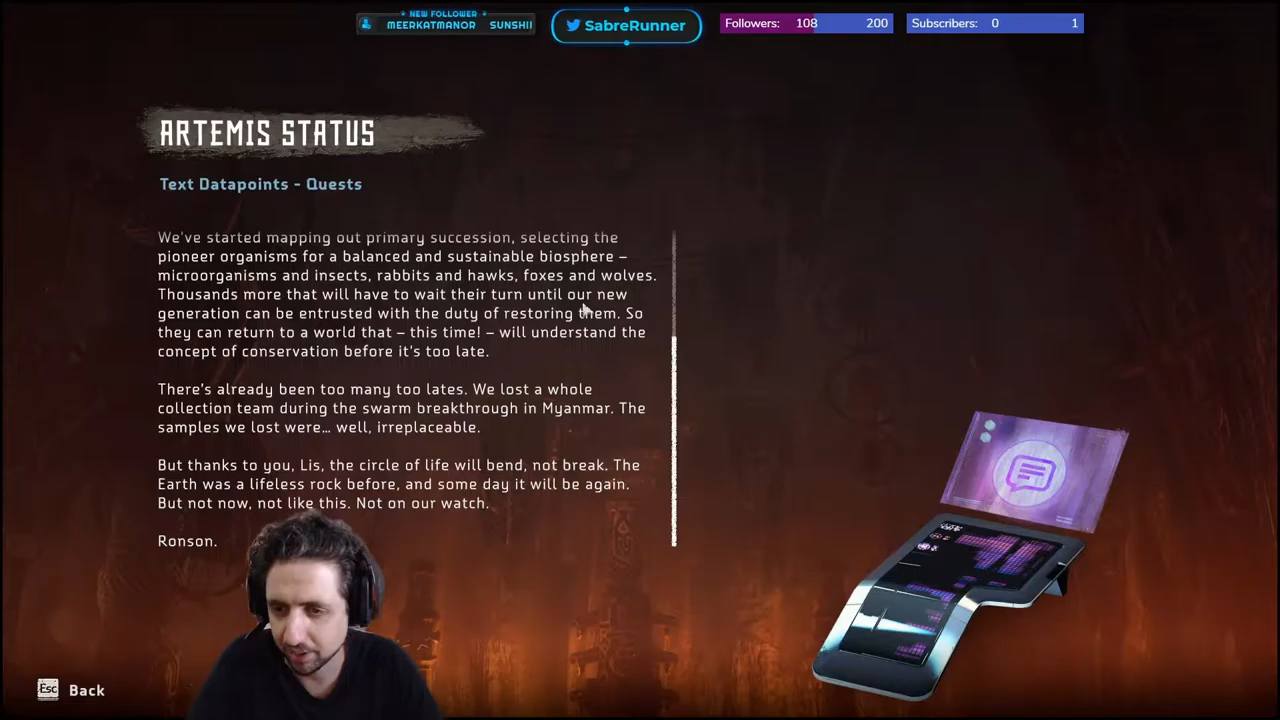 NEW FOLLOWER
MEERKATMANOR SUNSHI
SabreRunner
Followers: 108 200
Subscribers: 0 1
ARTEMIS STATUS
Text Datapoints - Quests
We've started mapping out primary succession, selecting the
pioneer organisms for a balanced and sustainable biosphere –
microorganisms and insects, rabbits and hawks, foxes and wolves.
Thousands more that will have to wait their turn until our new
generation can be entrusted with the duty of restoring them. So
they can return to a world that – this time! – will understand the
concept of conservation before it's too late.
There's already been too many too lates. We lost a whole
collection team during the swarm breakthrough in Myanmar. The
samples we lost were… well, irreplaceable.
But thanks to you, Lis, the circle of life will bend, not break. The
Earth was a lifeless rock before, and some day it will be again.
But not now, not like this. Not on our watch.
Ronson.
Esc Back